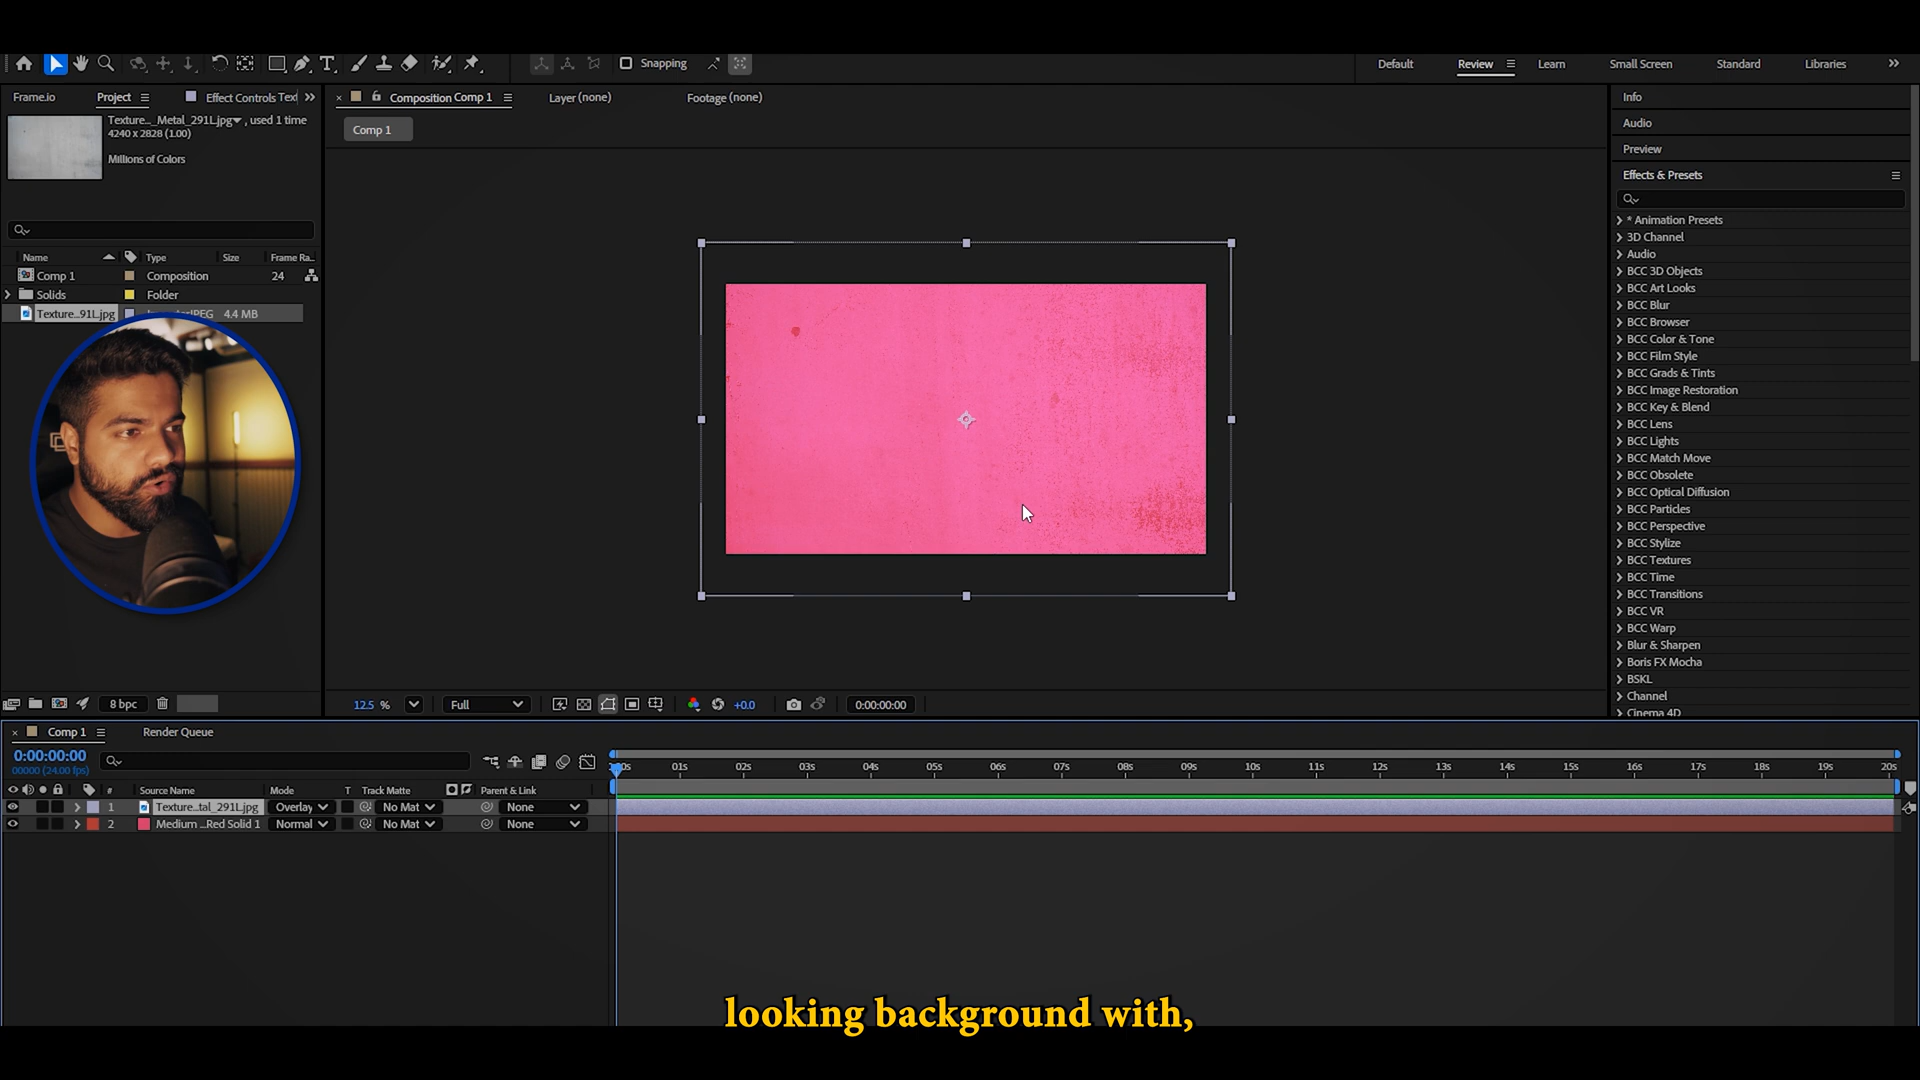 Snapping
Default
Review
Learn
Small Screen
Standard
Libraries
Frame.io
Project
Effect Controls Text
Composition Comp 1
Layer (none)
Footage (none)
Comp 1
Texture..._Metal_291L.jpg, used 1 time
4240 x 2828 (1.00)
Millions of Colors
Name Type Size Frame Ra..
Comp 1 Composition 24
Solids Folder
Texture...91L.jpg JPEG 4.4 MB
8 bpc
12.5 %
Full
+0.0
0:00:00:00
Info
Audio
Preview
Effects & Presets
* Animation Presets
3D Channel
Audio
BCC 3D Objects
BCC Art Looks
BCC Blur
BCC Browser
BCC Color & Tone
BCC Film Style
BCC Grads & Tints
BCC Image Restoration
BCC Key & Blend
BCC Lens
BCC Lights
BCC Match Move
BCC Obsolete
BCC Optical Diffusion
BCC Particles
BCC Perspective
BCC Stylize
BCC Textures
BCC Time
BCC Transitions
BCC VR
BCC Warp
Blur & Sharpen
Boris FX Mocha
BSKL
Channel
Cinema 4D
Comp 1
Render Queue
0:00:00:00
00000 (24.00 fps)
01s 02s 03s 04s 05s 06s 07s 08s 09s 10s 11s 12s 13s 14s 15s 16s 17s 18s 19s 20s
# Source Name Mode T Track Matte Parent & Link
1 Texture...tal_291L.jpg Overlay No Mat None
2 Medium ...Red Solid 1 Normal No Mat None
looking background with,